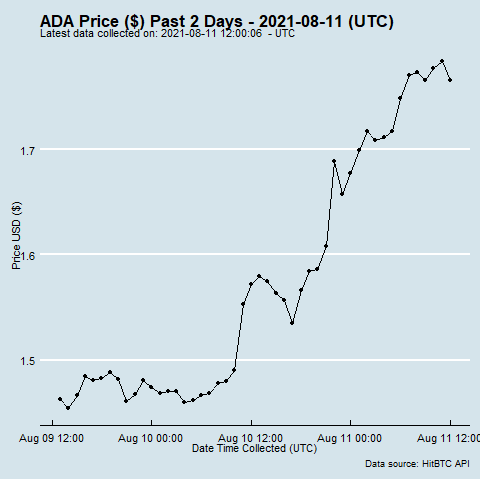 ADA Price ($) Past 2 Days - 2021-08-11 (UTC)
Latest data collected on: 2021-08-11 12:00:06  - UTC
1.7
1.6
1.5
Price USD ($)
Aug 09 12:00 Aug 10 00:00 Aug 10 12:00 Aug 11 00:00 Aug 11 12:00
Date Time Collected (UTC)
Data source: HitBTC API